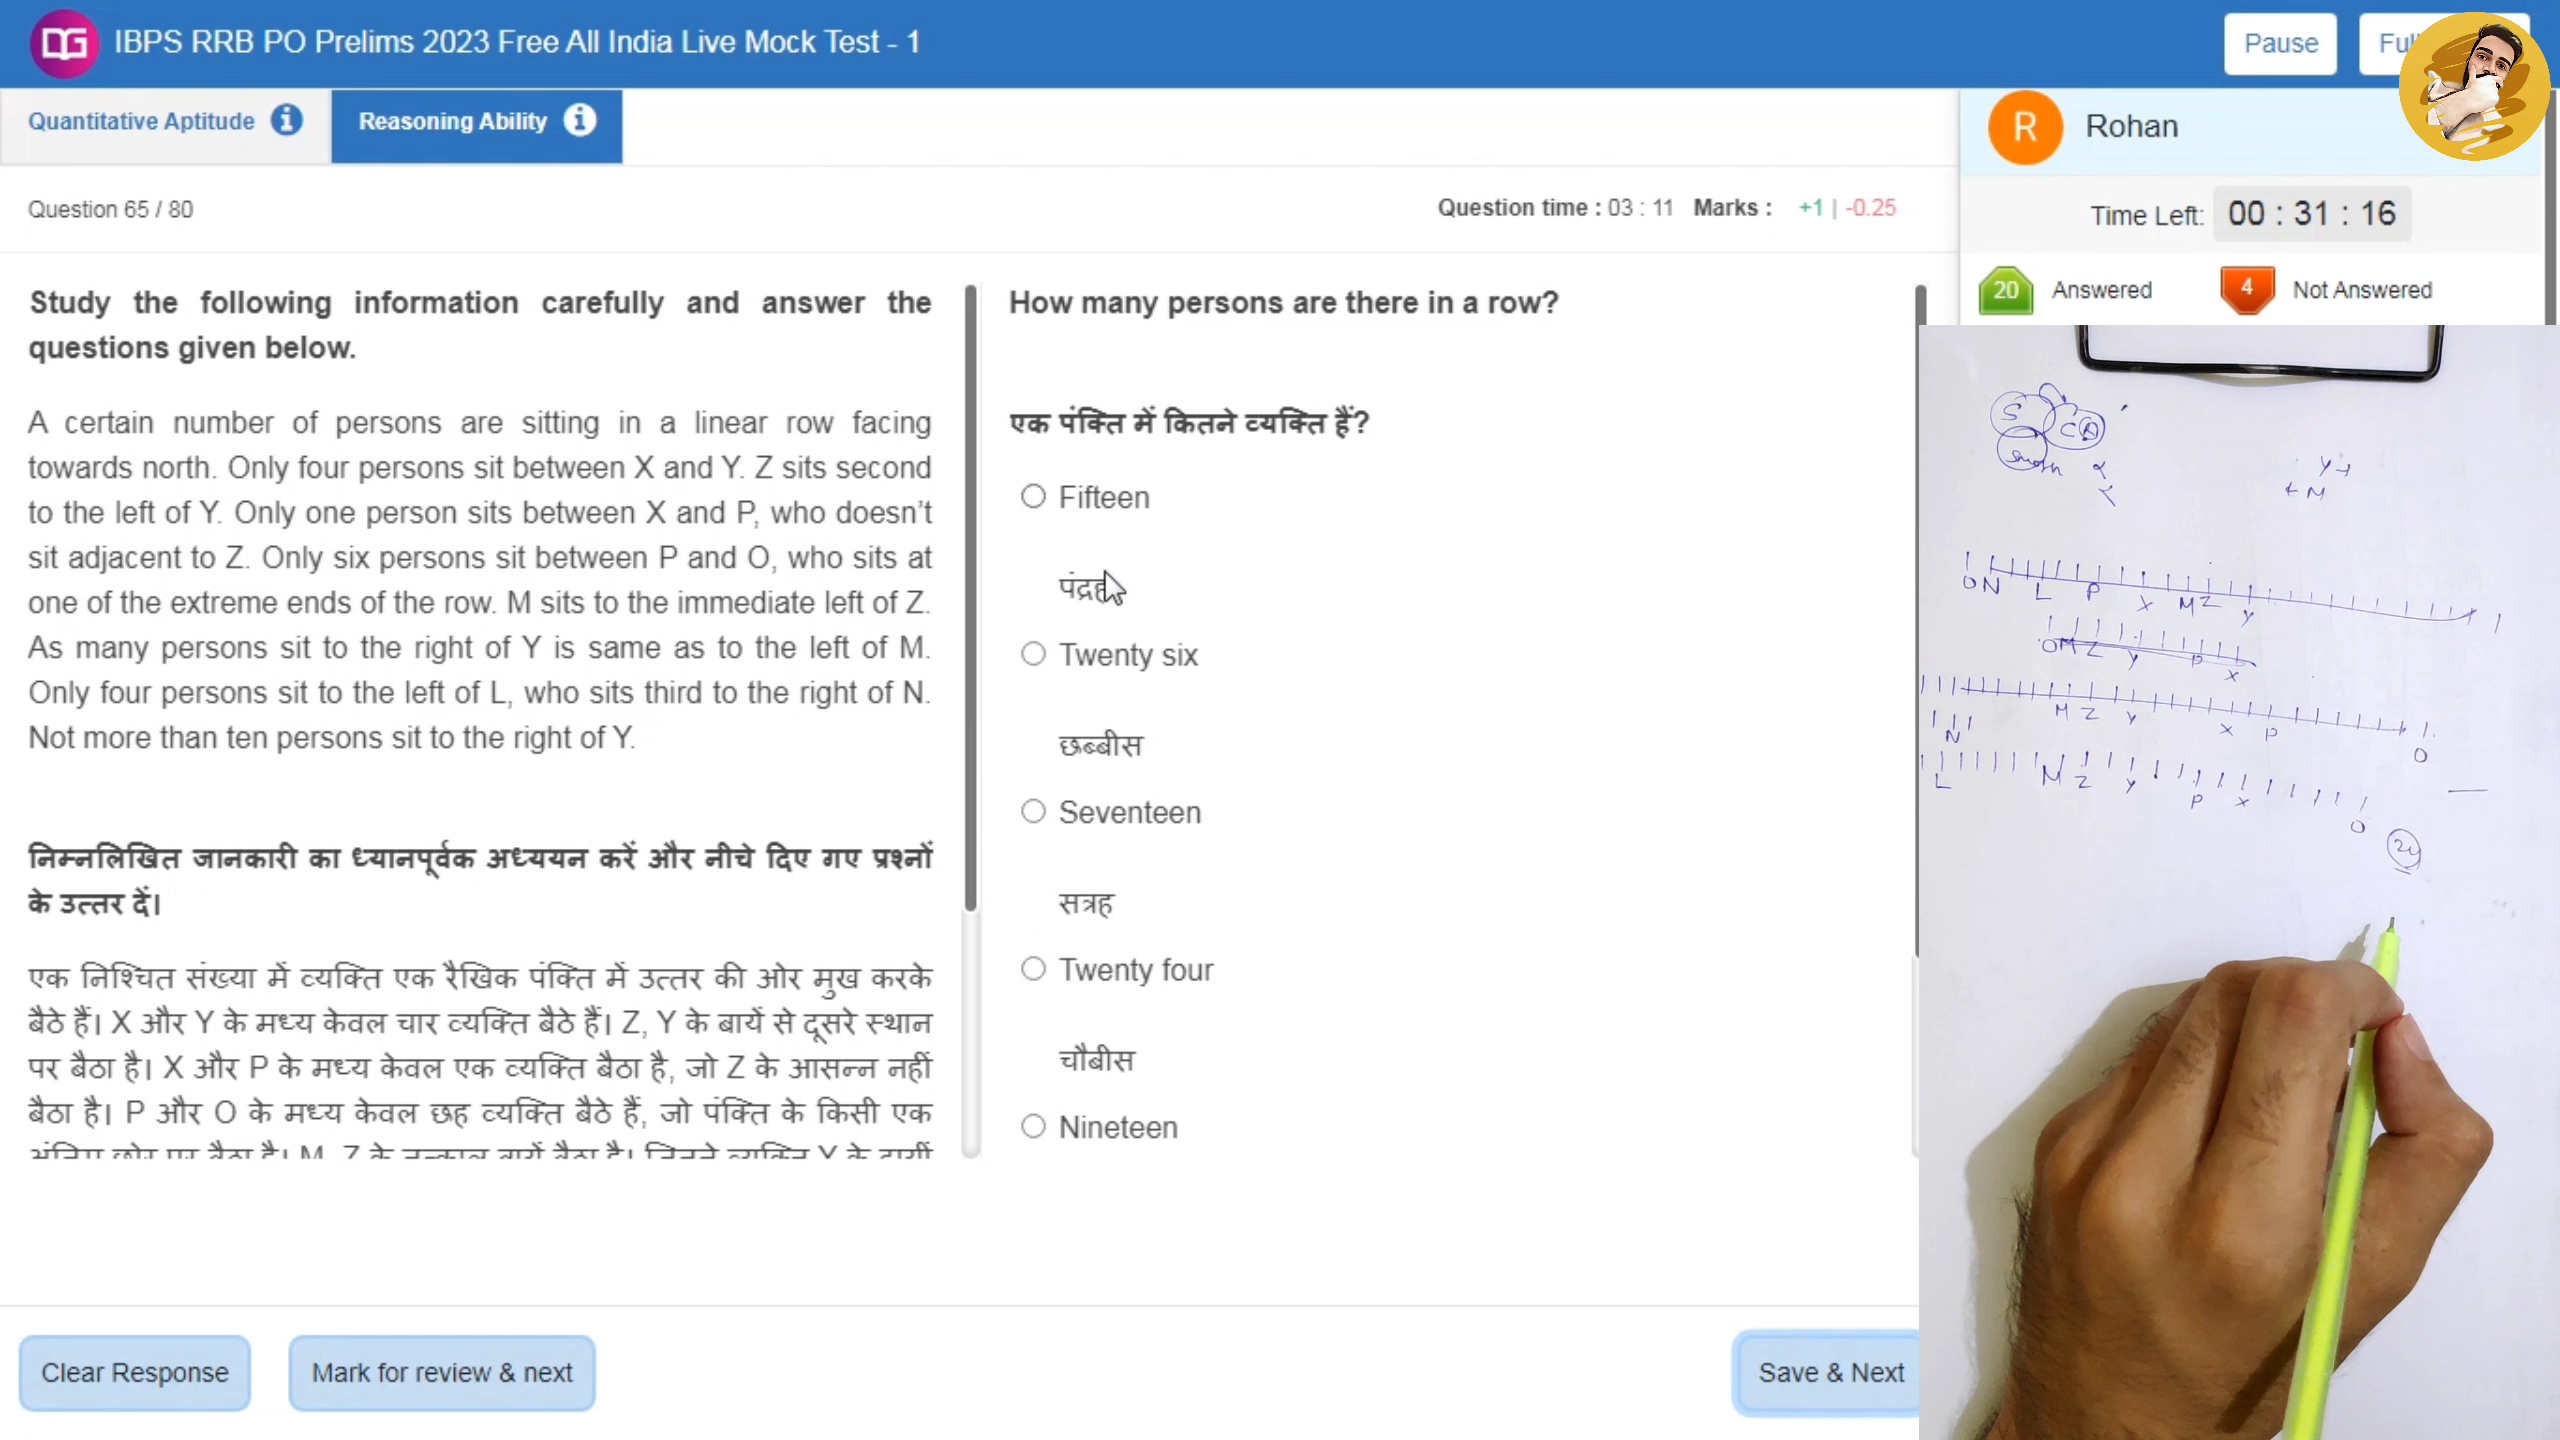 DG IBPS RRB PO Prelims 2023 Free All India Live Mock Test - 1
Pause
Ful
Quantitative Aptitude i
Reasoning Ability i
R Rohan
Question 65 / 80
Question time : 03 : 11 Marks : +1 | -0.25
Time Left: 00 : 31 : 16
20 Answered
4 Not Answered
Study the following information carefully and answer the
questions given below.
A certain number of persons are sitting in a linear row facing
towards north. Only four persons sit between X and Y. Z sits second
to the left of Y. Only one person sits between X and P, who doesn't
sit adjacent to Z. Only six persons sit between P and O, who sits at
one of the extreme ends of the row. M sits to the immediate left of Z.
As many persons sit to the right of Y is same as to the left of M.
Only four persons sit to the left of L, who sits third to the right of N.
Not more than ten persons sit to the right of Y.
निम्नलिखित जानकारी का ध्यानपूर्वक अध्ययन करें और नीचे दिए गए प्रश्नों
के उत्तर दें।
एक निश्चित संख्या में व्यक्ति एक रैखिक पंक्ति में उत्तर की ओर मुख करके
बैठे हैं। X और Y के मध्य केवल चार व्यक्ति बैठे हैं। Z, Y के बायें से दूसरे स्थान
पर बैठा है। X और P के मध्य केवल एक व्यक्ति बैठा है, जो Z के आसन्न नहीं
बैठा है। P और O के मध्य केवल छह व्यक्ति बैठे हैं, जो पंक्ति के किसी एक
How many persons are there in a row?
एक पंक्ति में कितने व्यक्ति हैं?
Fifteen
पंद्रह
Twenty six
छब्बीस
Seventeen
सत्रह
Twenty four
चौबीस
Nineteen
Clear Response
Mark for review & next
Save & Next
S
C A
Y
M
O N L P X M Z Y
O M Z Y P X
M Z Y X P O
N
L M Z Y P X O
24